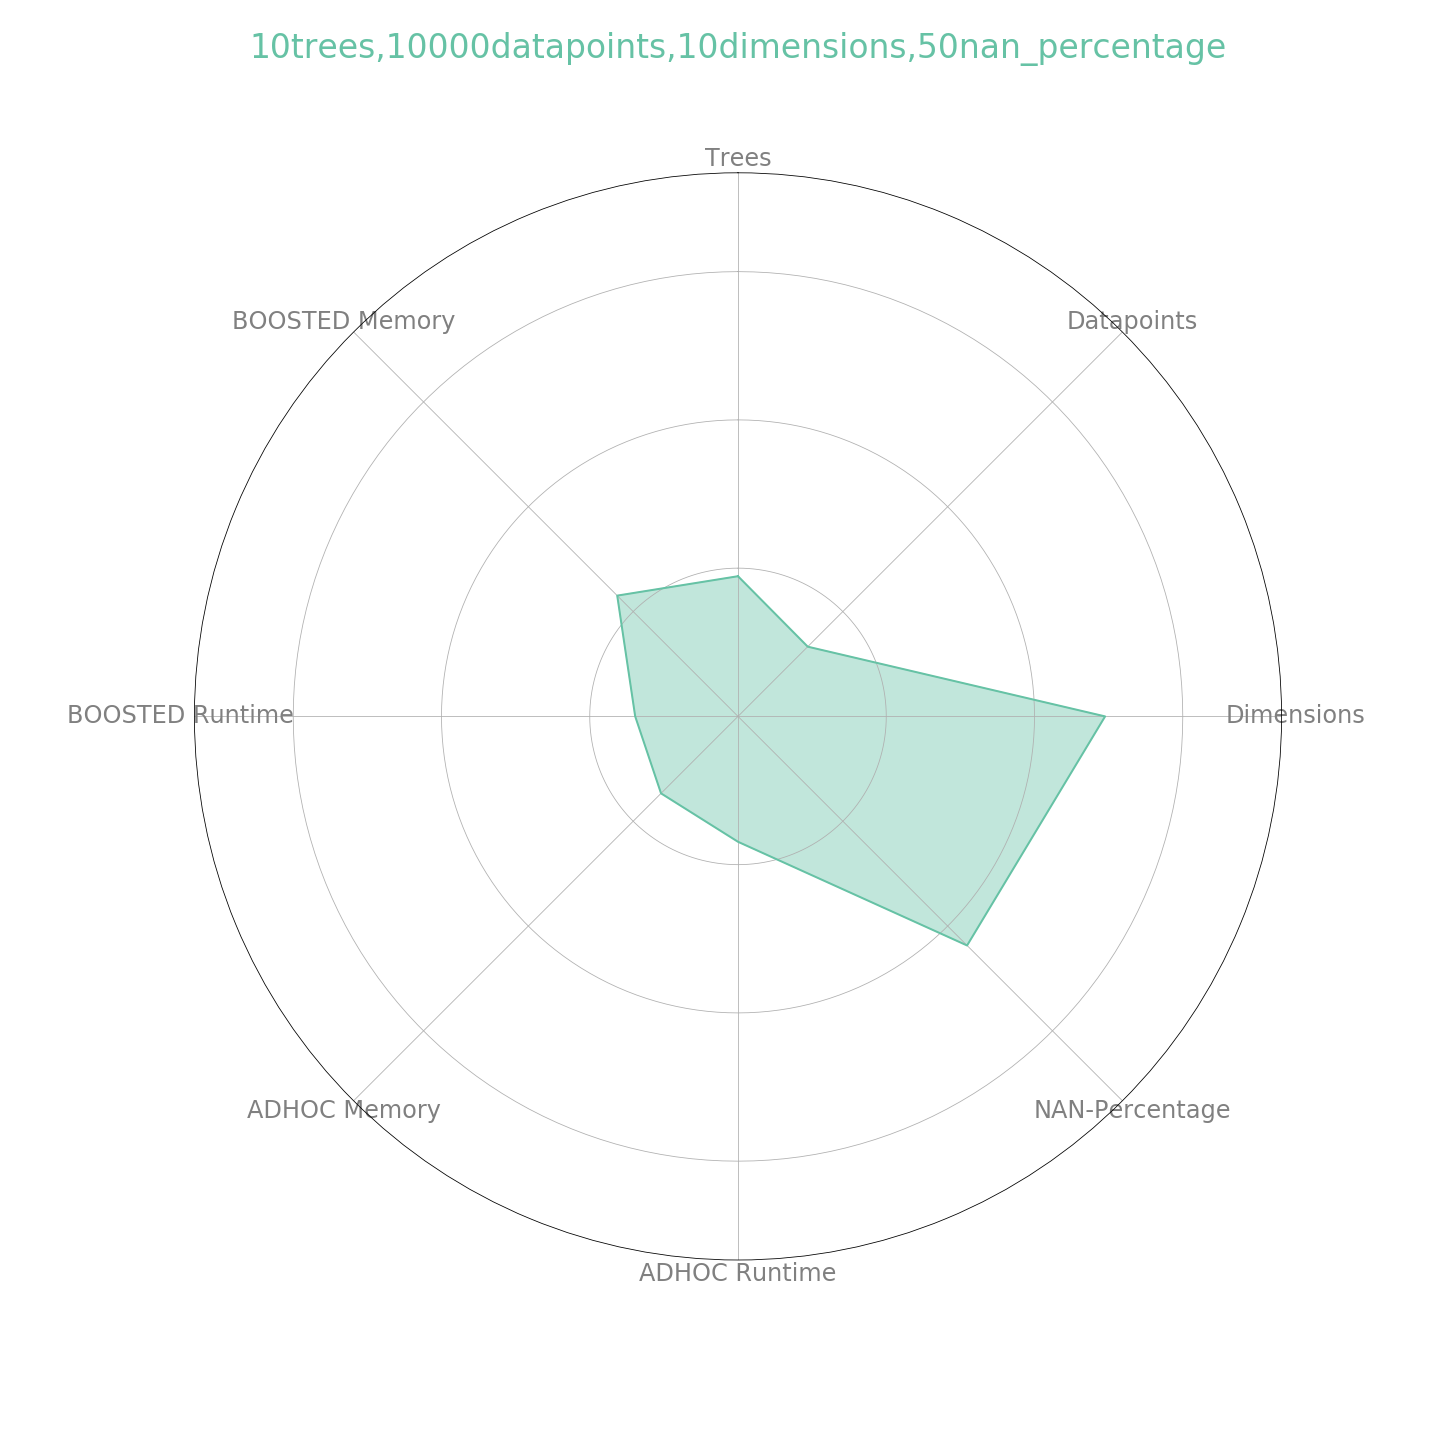 10trees,10000datapoints,10dimensions,50nan_percentage
Trees
BOOSTED Memory
Datapoints
BOOSTED Runtime
Dimensions
ADHOC Memory
NAN-Percentage
ADHOC Runtime